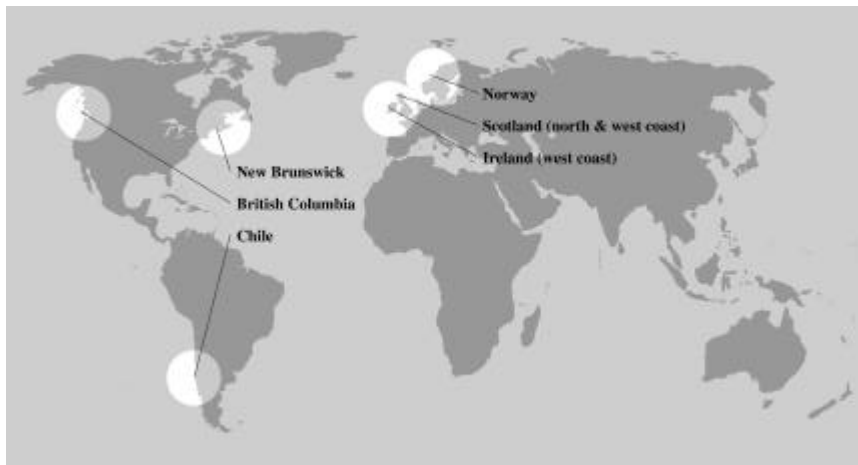 Norway
Scotland (north & west coast)
Ireland (west coast)
New Brunswick
British Columbia
Chile